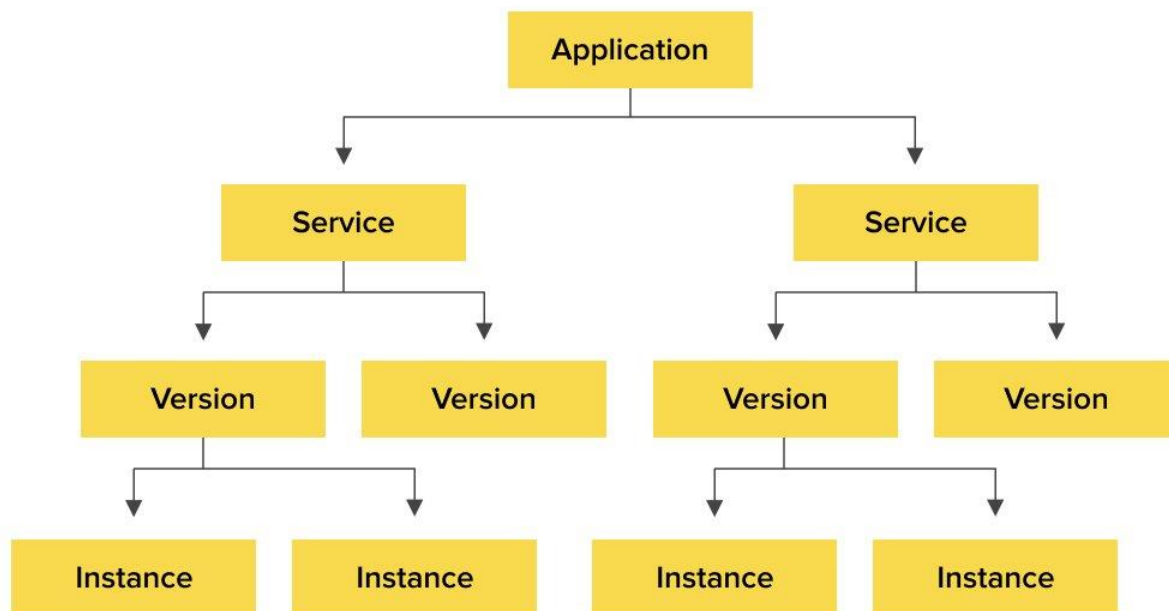 Application
Service
Service
Version
Version
Version
Version
Instance
Instance
Instance
Instance